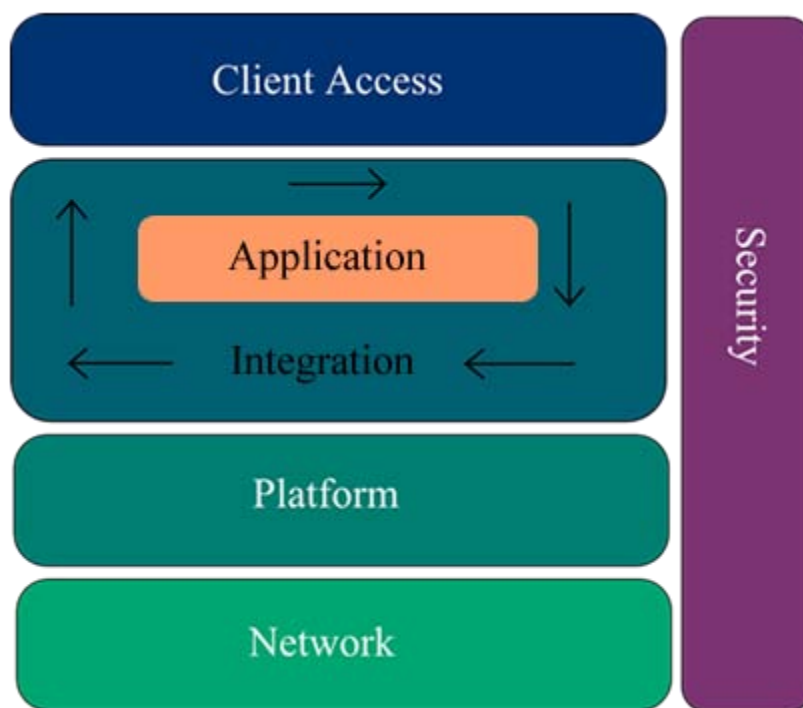 Client Access
Application
Integration
Platform
Network
Security